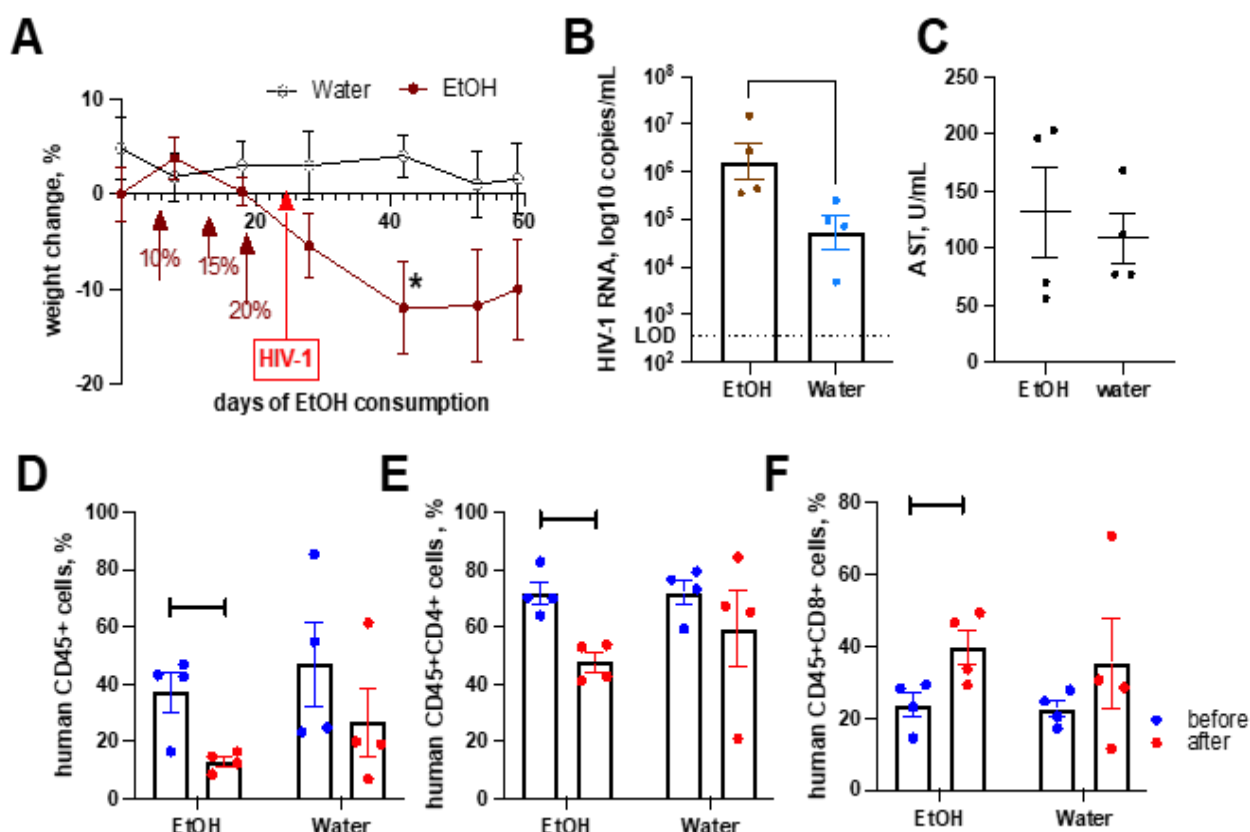 A
Water
EtOH
10
0
-10
-20
20
40
60
10%
15%
20%
HIV-1
*
weight change, %
days of EtOH consumption
B
HIV-1 RNA, log10 copies/mL
10^8
10^7
10^6
10^5
10^4
10^3
LOD
10^2
EtOH
Water
C
AST, U/mL
250
200
150
100
50
0
EtOH
water
D
human CD45+ cells, %
100
80
60
40
20
0
EtOH
Water
E
human CD45+CD4+ cells , %
100
80
60
40
20
0
EtOH
Water
F
human CD45+CD8+ cells, %
80
60
40
20
0
EtOH
Water
before
after